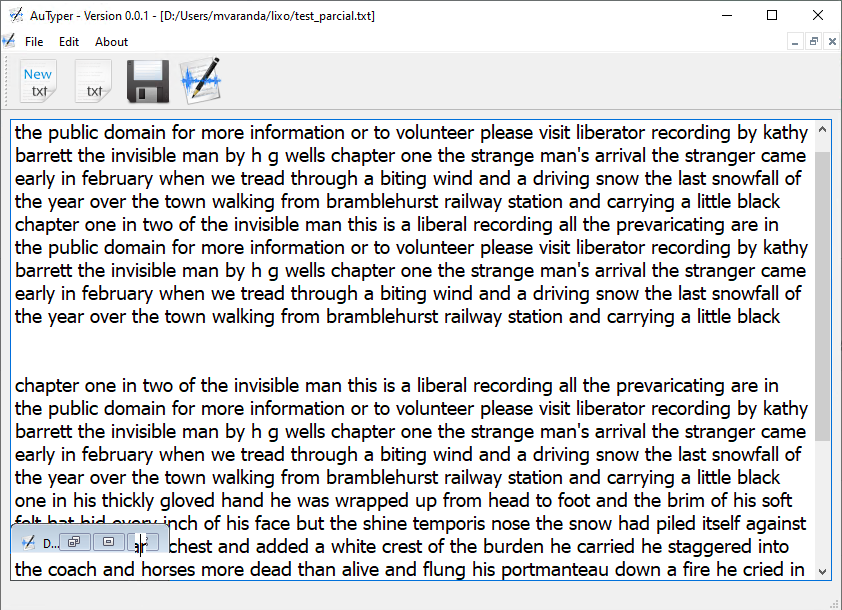 AuTyper - Version 0.0.1 - [D:/Users/mvaranda/lixo/test_parcial.txt]
File Edit About
New
txt txt
the public domain for more information or to volunteer please visit liberator recording by kathy
barrett the invisible man by h g wells chapter one the strange man's arrival the stranger came
early in february when we tread through a biting wind and a driving snow the last snowfall of
the year over the town walking from bramblehurst railway station and carrying a little black
chapter one in two of the invisible man this is a liberal recording all the prevaricating are in
the public domain for more information or to volunteer please visit liberator recording by kathy
barrett the invisible man by h g wells chapter one the strange man's arrival the stranger came
early in february when we tread through a biting wind and a driving snow the last snowfall of
the year over the town walking from bramblehurst railway station and carrying a little black
chapter one in two of the invisible man this is a liberal recording all the prevaricating are in
the public domain for more information or to volunteer please visit liberator recording by kathy
barrett the invisible man by h g wells chapter one the strange man's arrival the stranger came
early in february when we tread through a biting wind and a driving snow the last snowfall of
the year over the town walking from bramblehurst railway station and carrying a little black
one in his thickly gloved hand he was wrapped up from head to foot and the brim of his soft
felt hat hid every inch of his face but the shine temporis nose the snow had piled itself against
D... chest and added a white crest of the burden he carried he staggered into
the coach and horses more dead than alive and flung his portmanteau down a fire he cried in